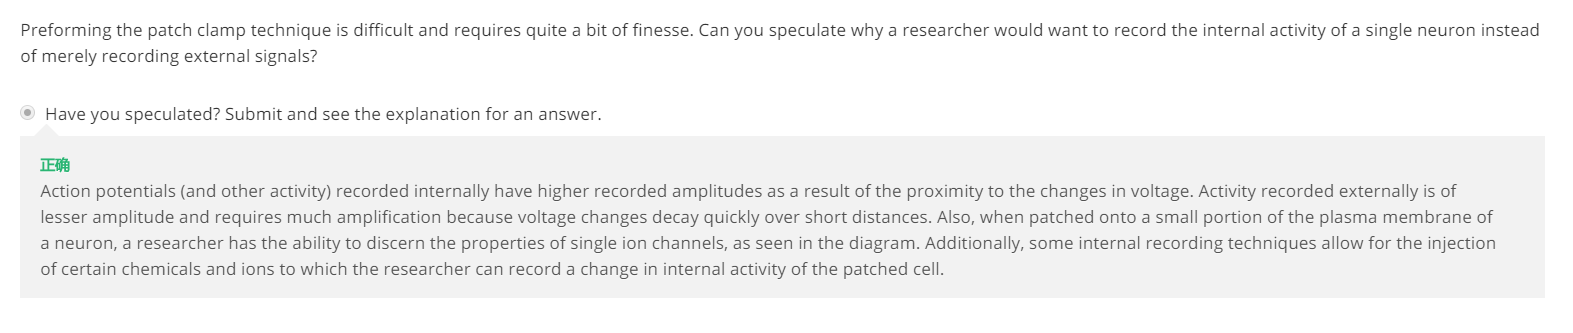 Preforming the patch clamp technique is difficult and requires quite a bit of finesse. Can you speculate why a researcher would want to record the internal activity of a single neuron instead
of merely recording external signals?
Have you speculated? Submit and see the explanation for an answer.
正确
Action potentials (and other activity) recorded internally have higher recorded amplitudes as a result of the proximity to the changes in voltage. Activity recorded externally is of
lesser amplitude and requires much amplification because voltage changes decay quickly over short distances. Also, when patched onto a small portion of the plasma membrane of
a neuron, a researcher has the ability to discern the properties of single ion channels, as seen in the diagram. Additionally, some internal recording techniques allow for the injection
of certain chemicals and ions to which the researcher can record a change in internal activity of the patched cell.